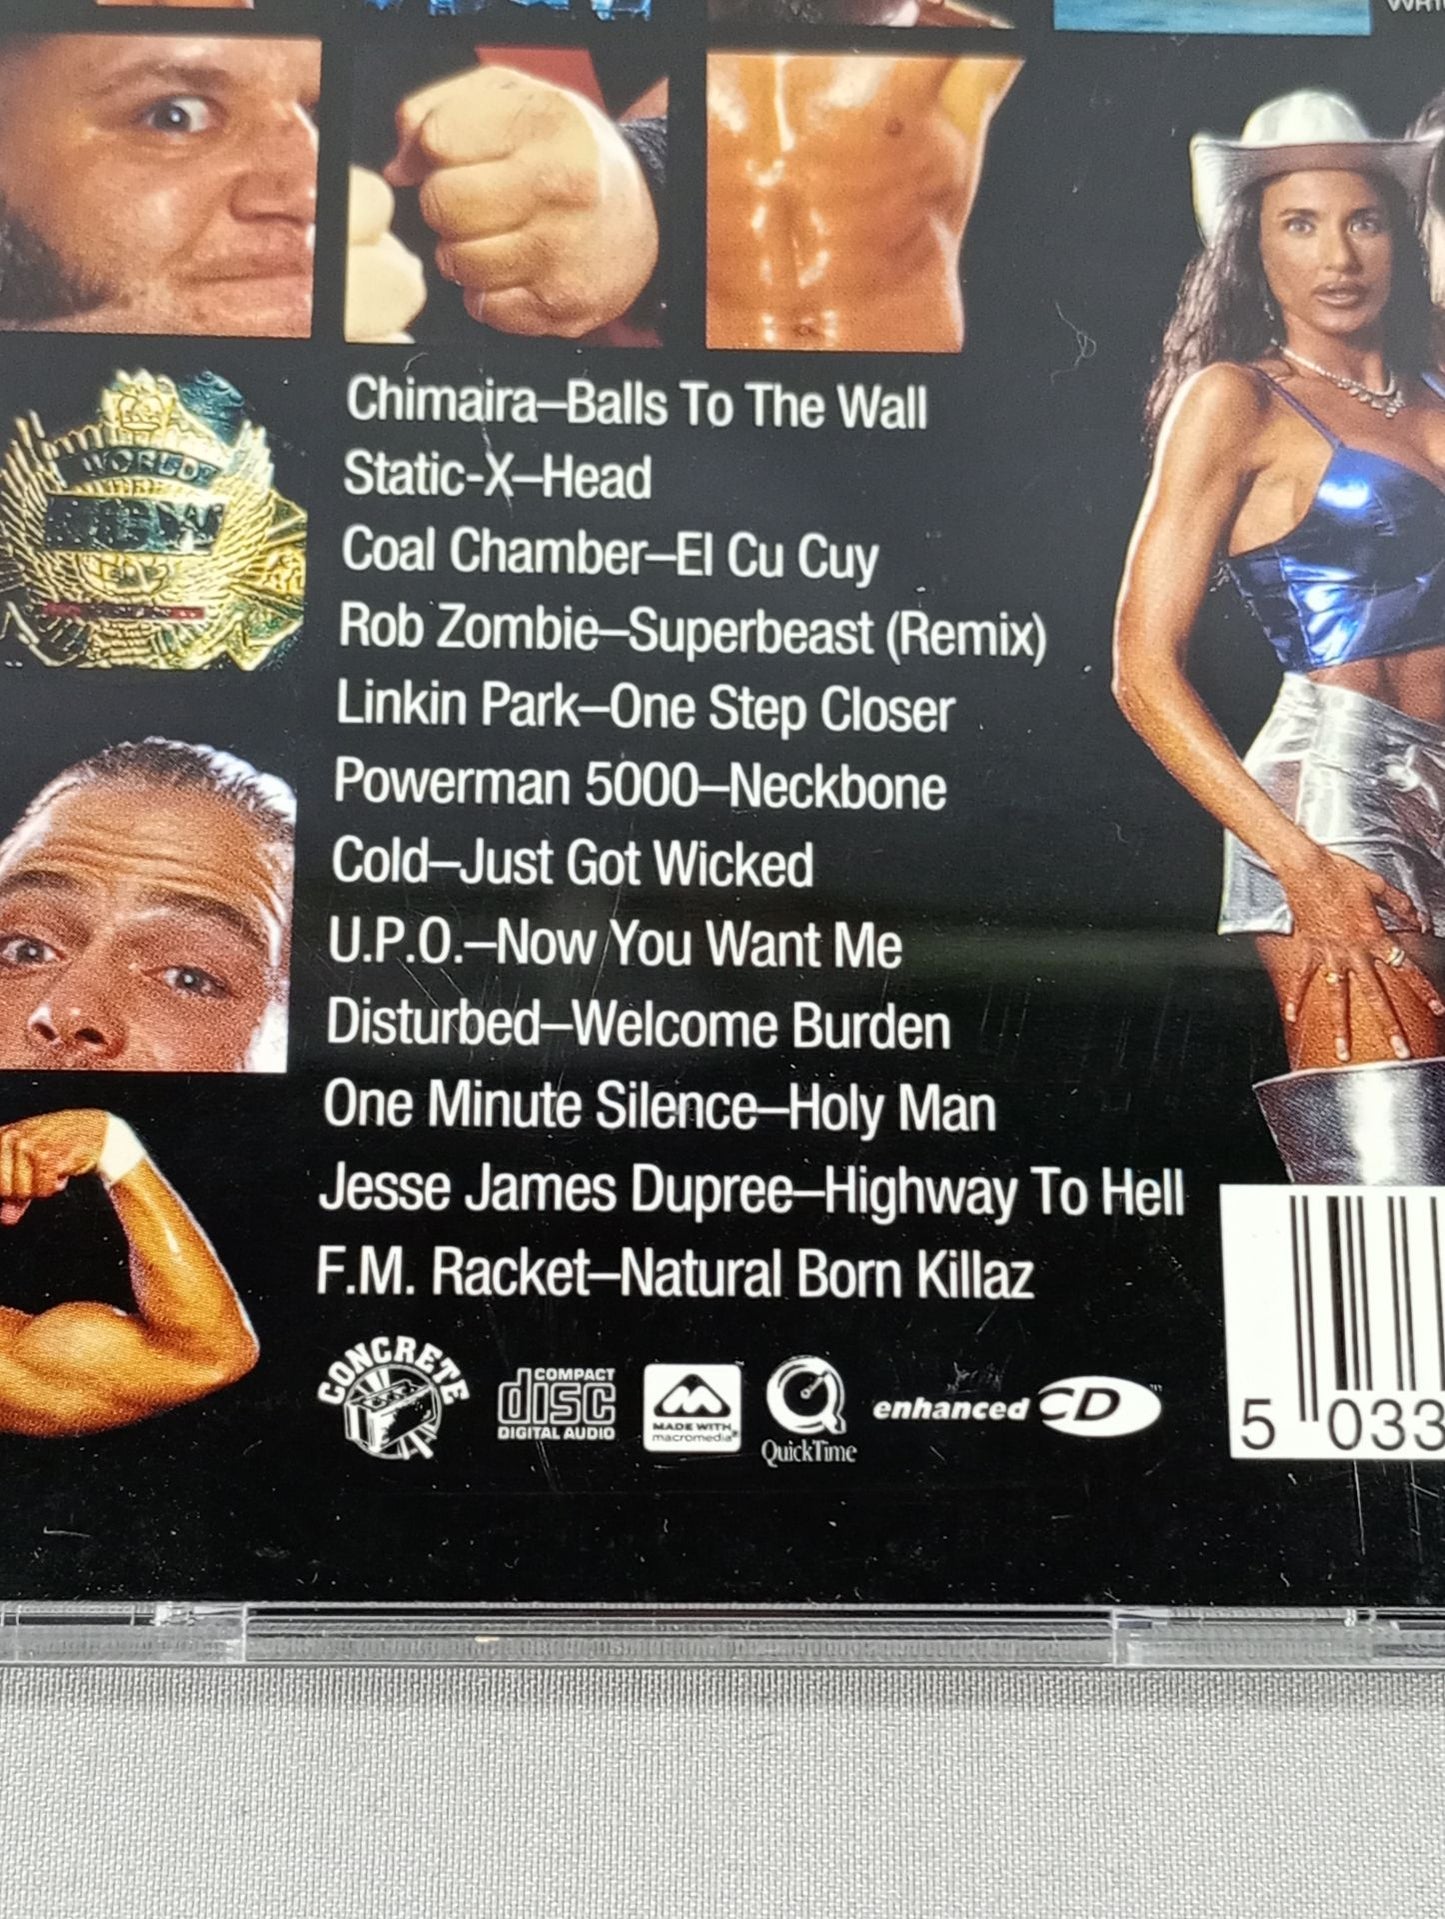 WORLD
Chimaira–Balls To The Wall
Static-X–Head
Coal Chamber–El Cu Cuy
Rob Zombie–Superbeast (Remix)
Linkin Park–One Step Closer
Powerman 5000–Neckbone
Cold–Just Got Wicked
U.P.O.–Now You Want Me
Disturbed–Welcome Burden
One Minute Silence–Holy Man
Jesse James Dupree–Highway To Hell
F.M. Racket–Natural Born Killaz
CONCRETE
COMPACT
disc
DIGITAL AUDIO
MADE WITH
macromedia®
QuickTime
enhanced CD™
5 033